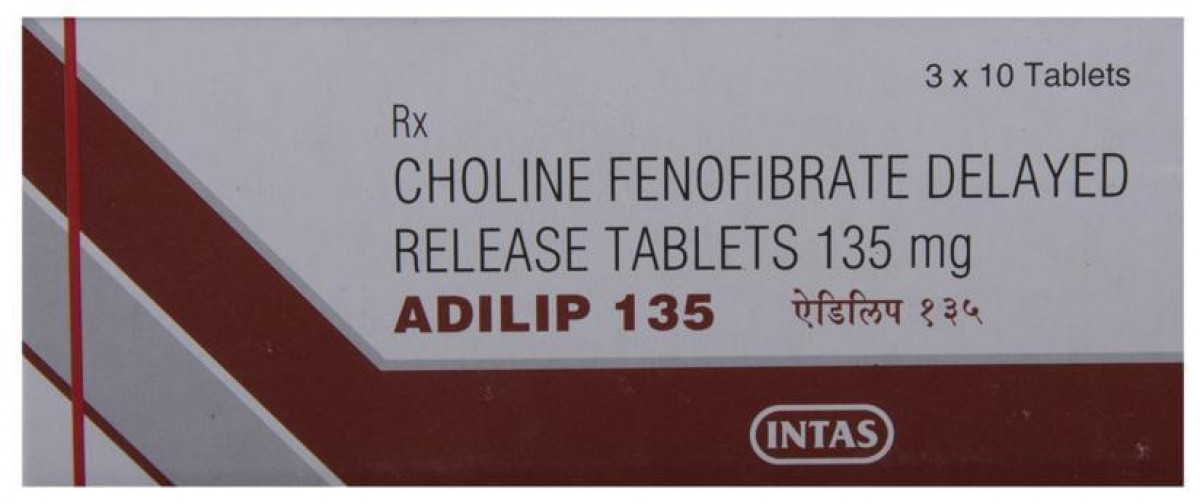 3 x 10 Tablets
Rx
CHOLINE FENOFIBRATE DELAYED
RELEASE TABLETS 135 mg
ADILIP 135 ऐडिलिप १३५
INTAS